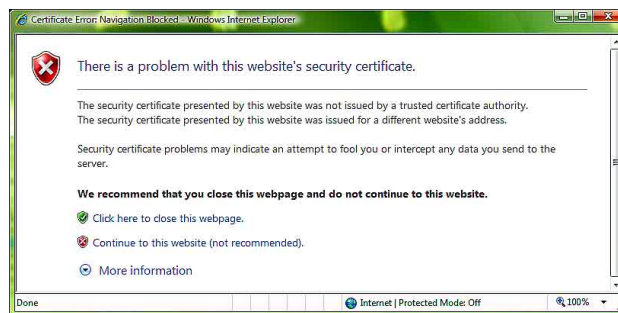 Certificate Error: Navigation Blocked - Windows Internet Explorer
There is a problem with this website's security certificate.
The security certificate presented by this website was not issued by a trusted certificate authority.
The security certificate presented by this website was issued for a different website's address.
Security certificate problems may indicate an attempt to fool you or intercept any data you send to the
server.
We recommend that you close this webpage and do not continue to this website.
Click here to close this webpage.
Continue to this website (not recommended).
More information
Done Internet | Protected Mode: Off 100%